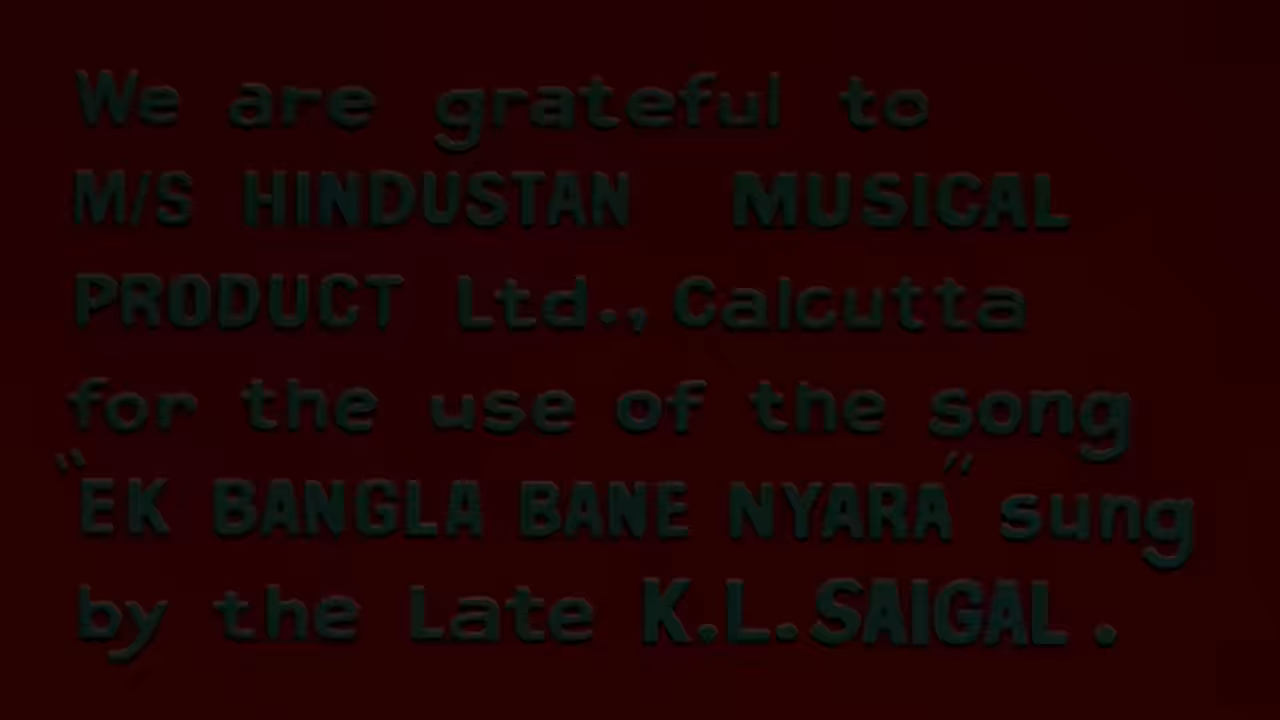 We are grateful to
M/S HINDUSTAN MUSICAL
PRODUCT Ltd., Calcutta
for the use of the song
"EK BANGLA BANE NYARA" sung
by the Late K.L.SAIGAL.